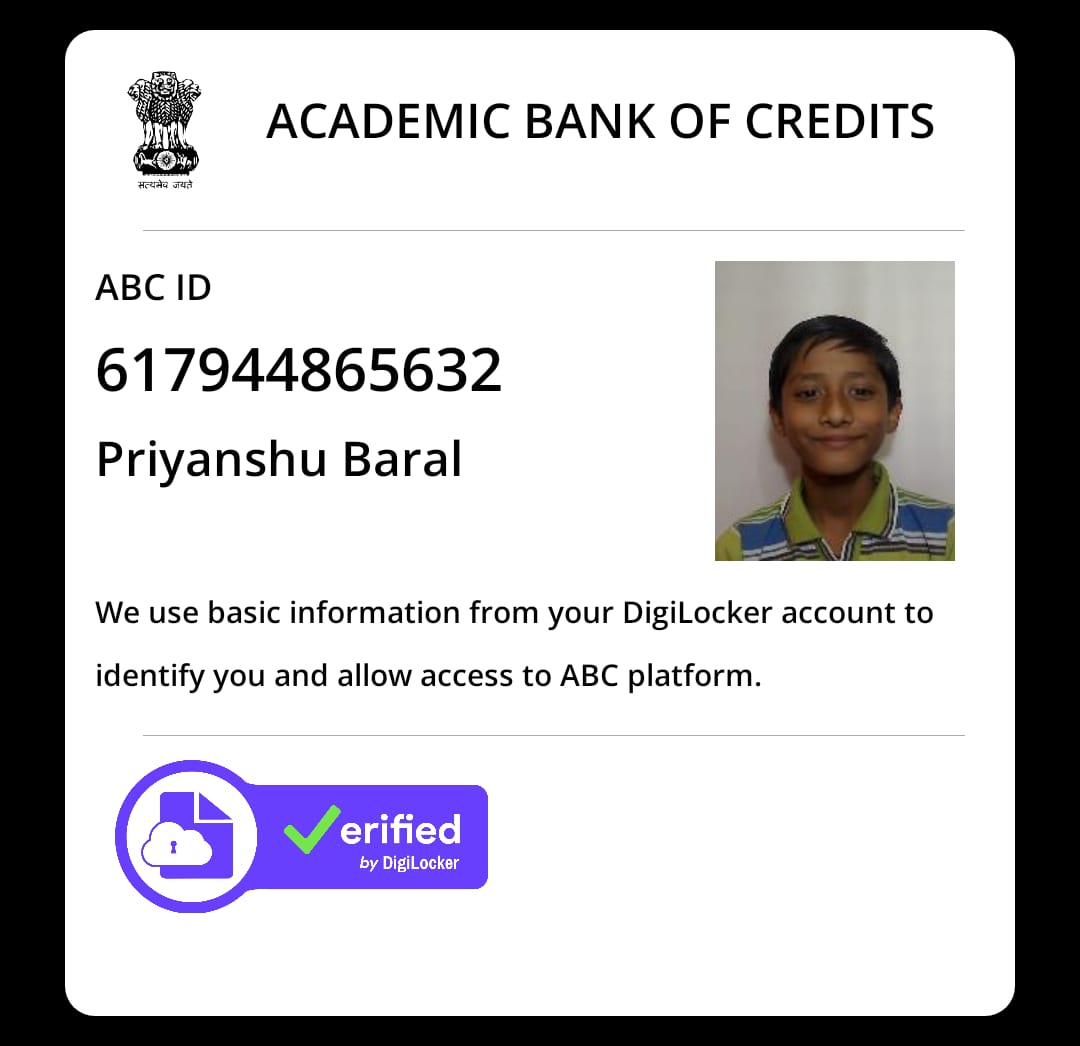 सत्यमेव जयते
ACADEMIC BANK OF CREDITS
ABC ID
617944865632
Priyanshu Baral
We use basic information from your DigiLocker account to
identify you and allow access to ABC platform.
erified
by DigiLocker